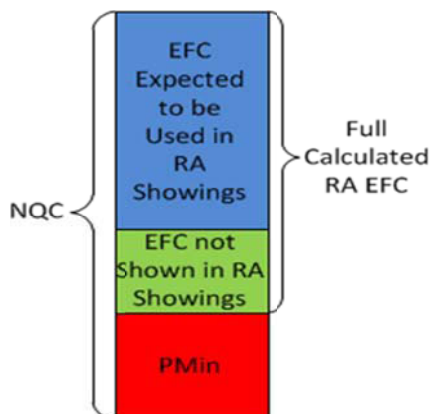 EFC
Expected
to be
Used in
RA
Showings
EFC not
Shown in RA
Showings
PMin
NQC
Full
Calculated
RA EFC